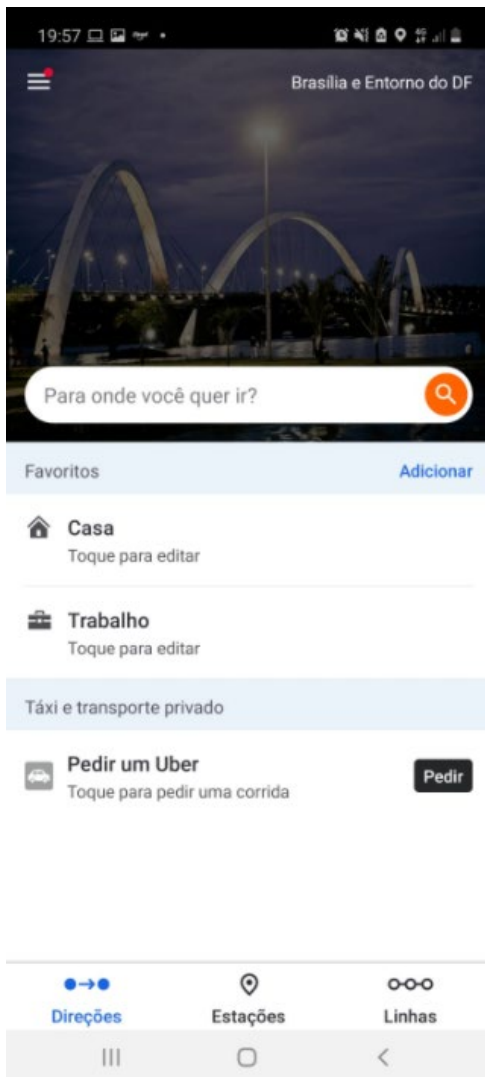 19:57
Brasília e Entorno do DF
Para onde você quer ir?
Favoritos
Adicionar
Casa
Toque para editar
Trabalho
Toque para editar
Táxi e transporte privado
Pedir um Uber
Toque para pedir uma corrida
Pedir
Direções
Estações
Linhas